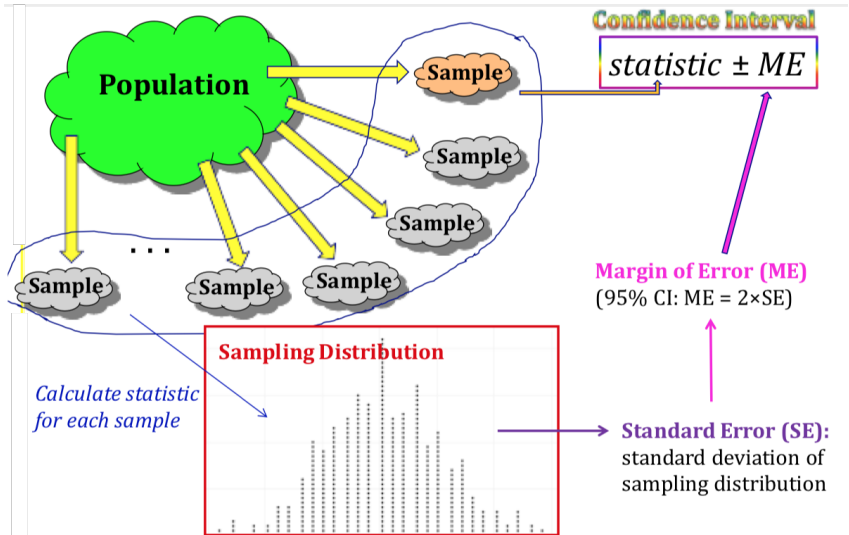 Confidence Interval
Population
Sample
statistic ± ME
Sample
Sample
. . .
Sample
Sample
Sample
Margin of Error (ME)
(95% CI: ME = 2×SE)
Sampling Distribution
Calculate statistic
for each sample
Standard Error (SE):
standard deviation of
sampling distribution